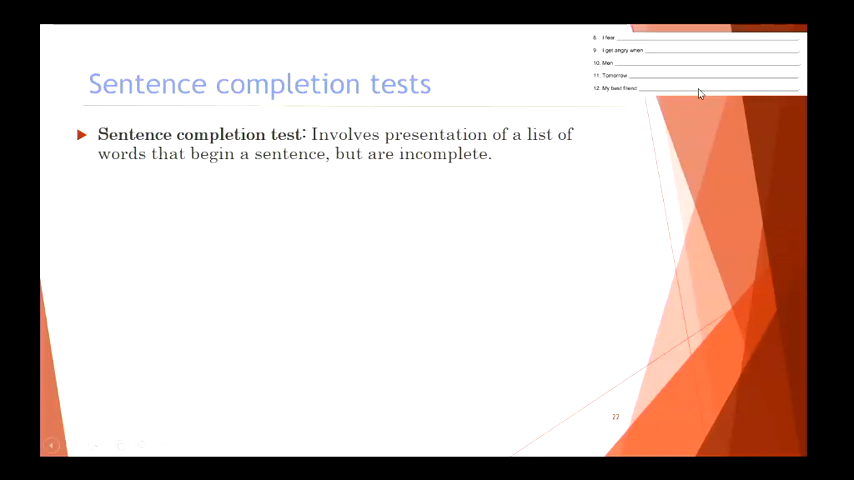 8. I fear
9. I get angry when
10. Men
11. Tomorrow
12. My best friend
Sentence completion tests
Sentence completion test: Involves presentation of a list of
words that begin a sentence, but are incomplete.
22